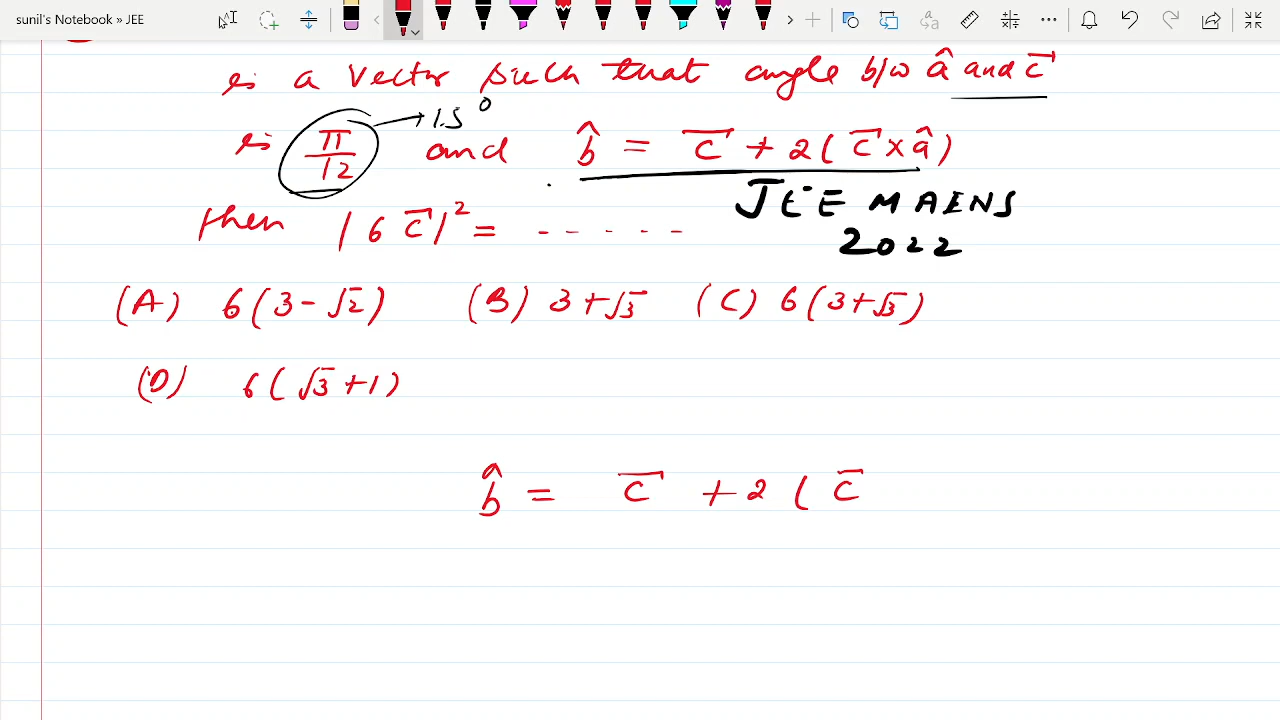 sunil's Notebook » JEE
is a vector such that angle b/w â and c⃗
is π/12 → 15° and b̂ = c⃗ + 2(c⃗ × â)
JEE MAINS
then |6c⃗|² = - - - - - -
2022
(A) 6(3-√2) (B) 3+√3 (C) 6(3+√3)
(D) 6(√3+1)
b̂ = c⃗ + 2(c̄